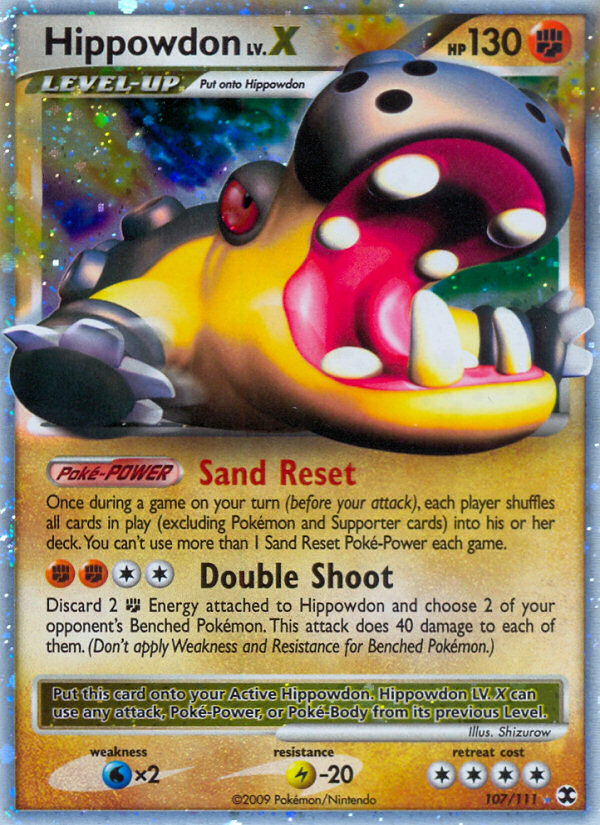 Hippowdon LV. X HP 130
LEVEL-UP Put onto Hippowdon
Poké-POWER Sand Reset
Once during a game on your turn (before your attack), each player shuffles
all cards in play (excluding Pokémon and Supporter cards) into his or her
deck. You can't use more than 1 Sand Reset Poké-Power each game.
Double Shoot
Discard 2 Energy attached to Hippowdon and choose 2 of your
opponent's Benched Pokémon. This attack does 40 damage to each of
them. (Don't apply Weakness and Resistance for Benched Pokémon.)
Put this card onto your Active Hippowdon. Hippowdon LV. X can
use any attack, Poké-Power, or Poké-Body from its previous Level.
Illus. Shizurow
weakness resistance retreat cost
×2 -20
©2009 Pokémon/Nintendo 107/111